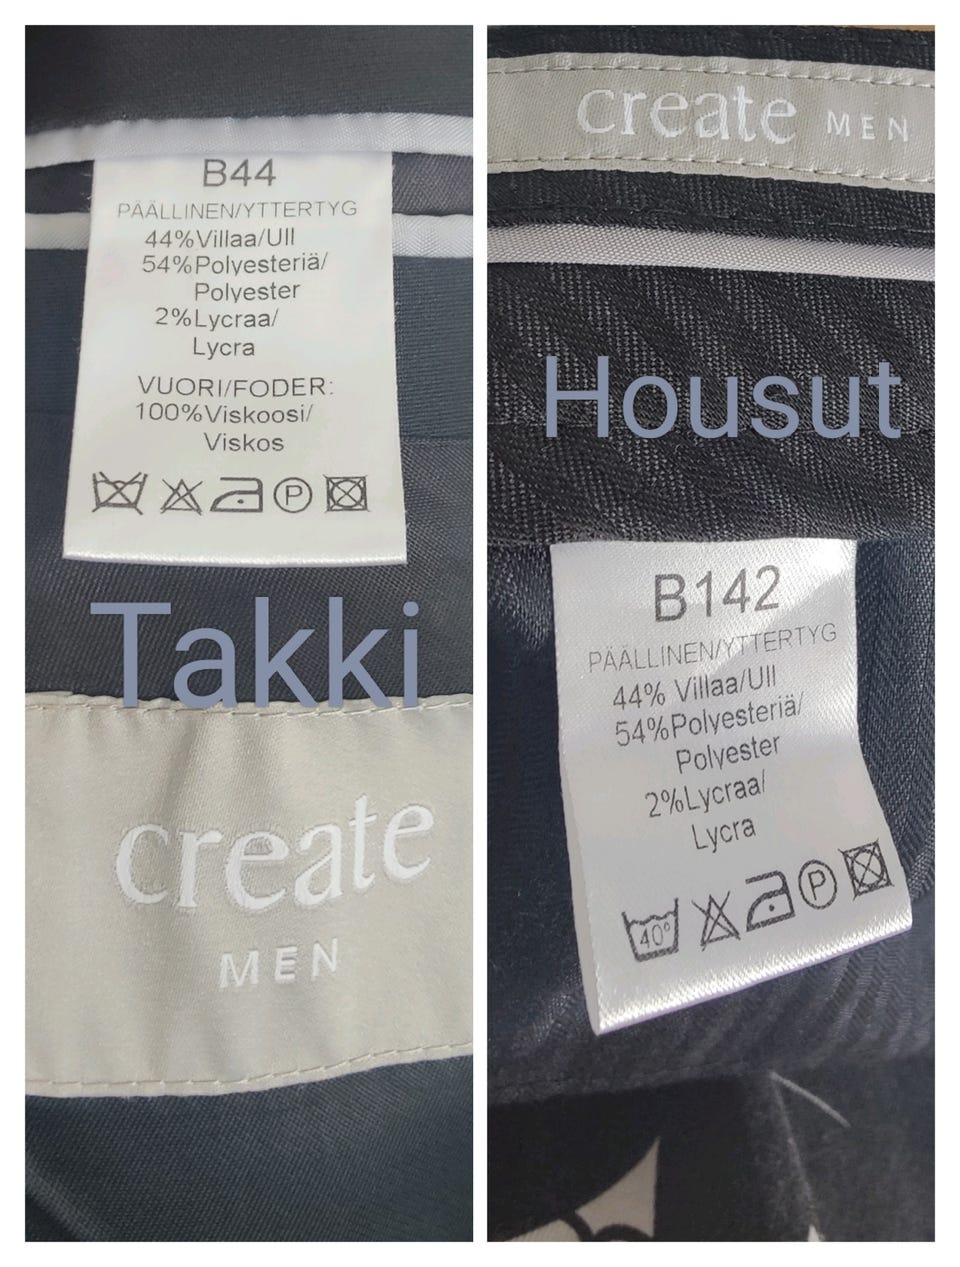 B44
PÄÄLLINEN/YTTERTYG
44%Villaa/Ull
54%Polyesteriä/
Polyester
2%Lycraa/
Lycra
VUORI/FODER:
100%Viskoosi/
Viskos
P
Takki
create
MEN
create MEN
Housut
B142
PÄÄLLINEN/YTTERTYG
44% Villaa/Ull
54%Polyesteriä/
Polyester
2%Lycraa/
Lycra
40° P